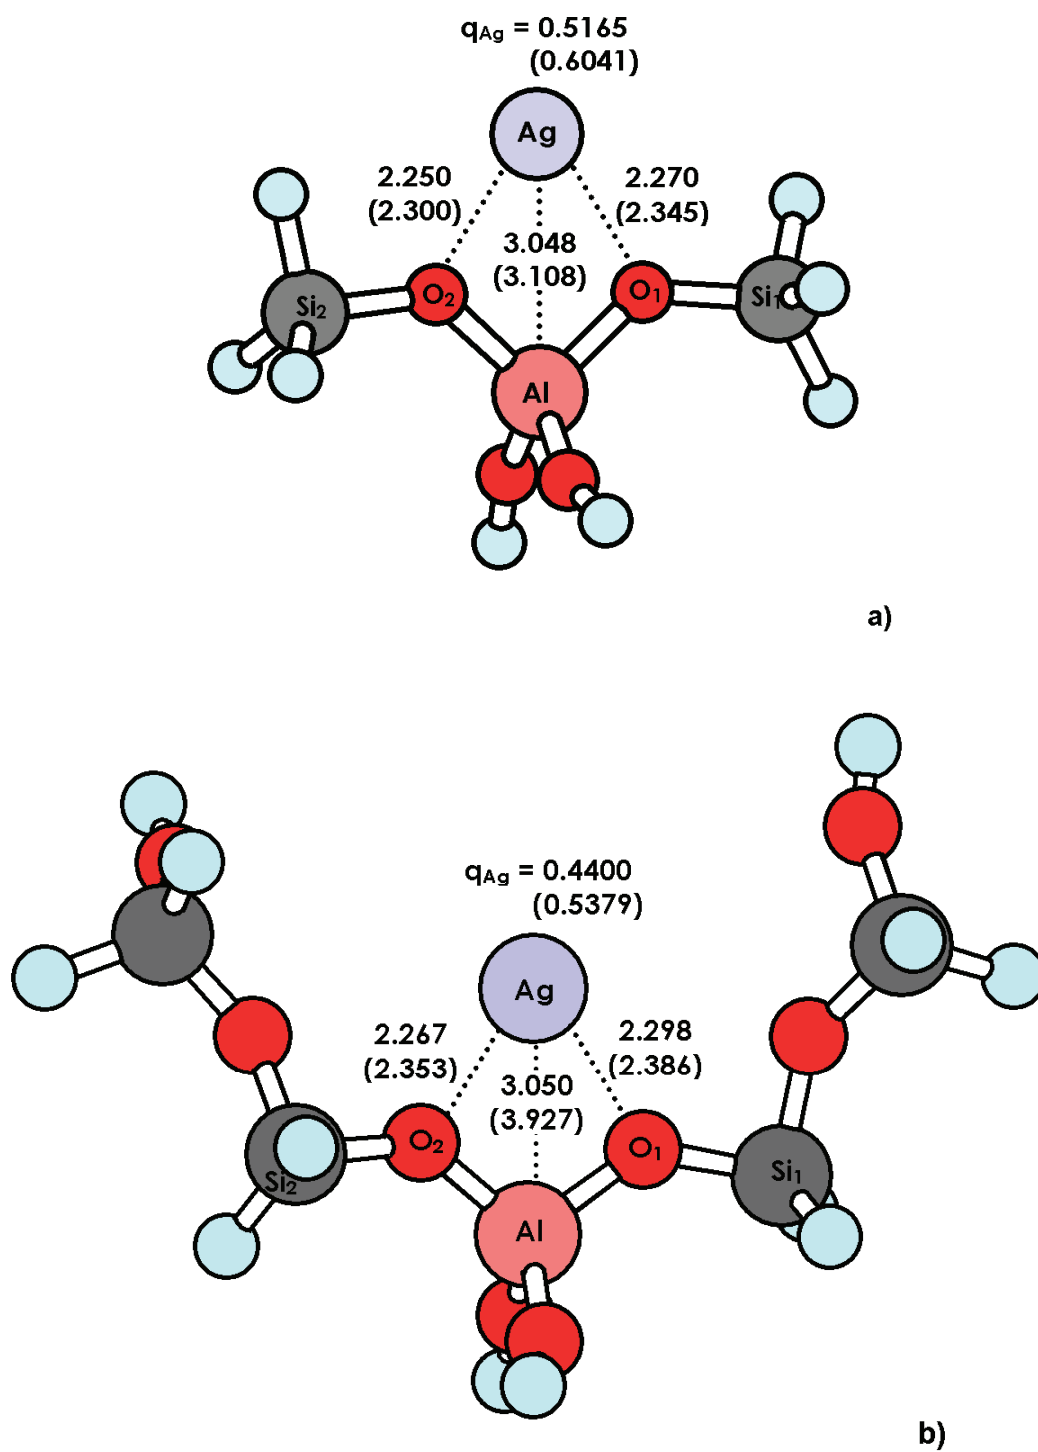 qAg = 0.5165
(0.6041)
Ag
2.250
(2.300)
2.270
(2.345)
3.048
(3.108)
Si2
O2
O1
Si1
Al
a)
qAg = 0.4400
(0.5379)
Ag
2.267
(2.353)
2.298
(2.386)
3.050
(3.927)
O2
O1
Si2
Si1
Al
b)